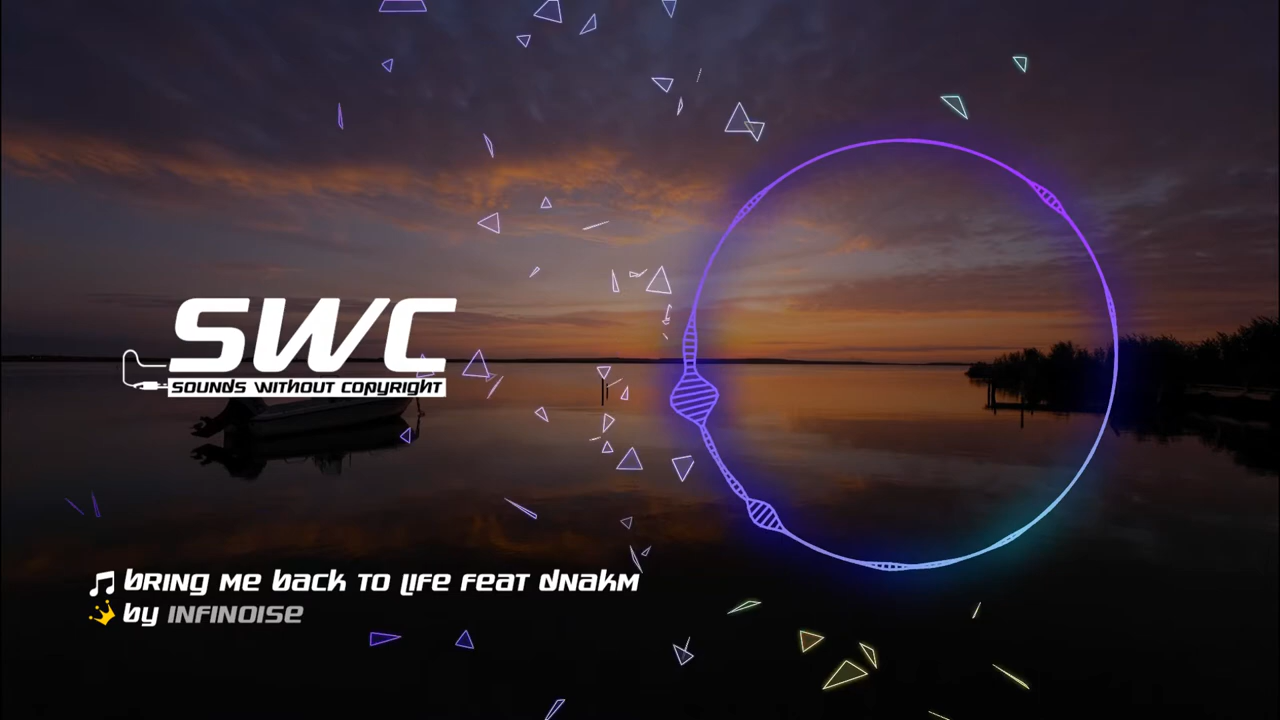 SWC
SOUNDS WITHOUT COPYRIGHT
BRING ME BACK TO LIFE FEAT DNAKM
by INFINOISE